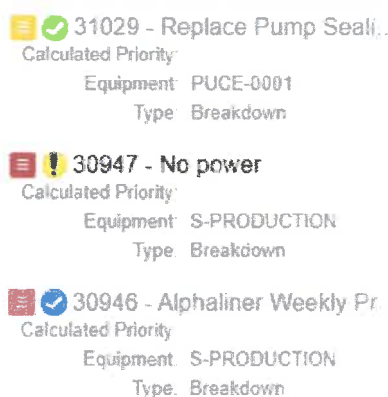 31029 - Replace Pump Seali..
Calculated Priority:
Equipment: PUCE-0001
Type: Breakdown
30947 - No power
Calculated Priority:
Equipment: S-PRODUCTION
Type: Breakdown
30946 - Alphaliner Weekly Pr
Calculated Priority
Equipment: S-PRODUCTION
Type: Breakdown